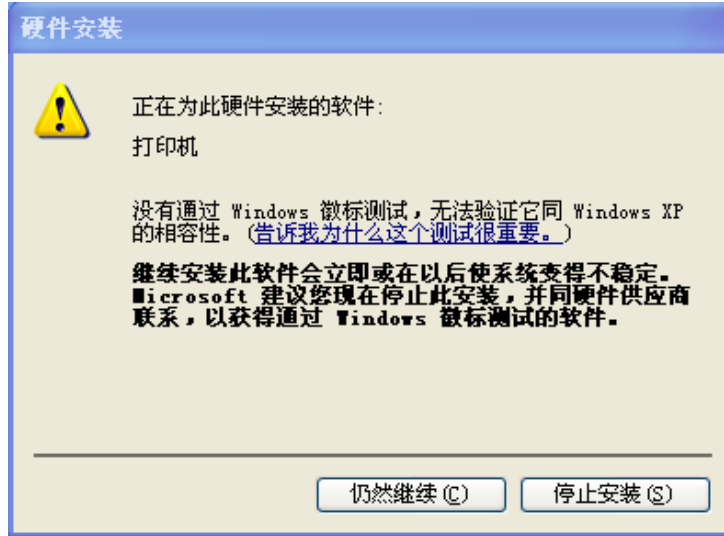 硬件安装
正在为此硬件安装的软件:
打印机
没有通过 Windows 徽标测试，无法验证它同 Windows XP
的相容性。(告诉我为什么这个测试很重要。)
继续安装此软件会立即或在以后使系统变得不稳定。
Microsoft 建议您现在停止此安装，并同硬件供应商
联系，以获得通过 Windows 徽标测试的软件。
仍然继续(C)
停止安装(S)